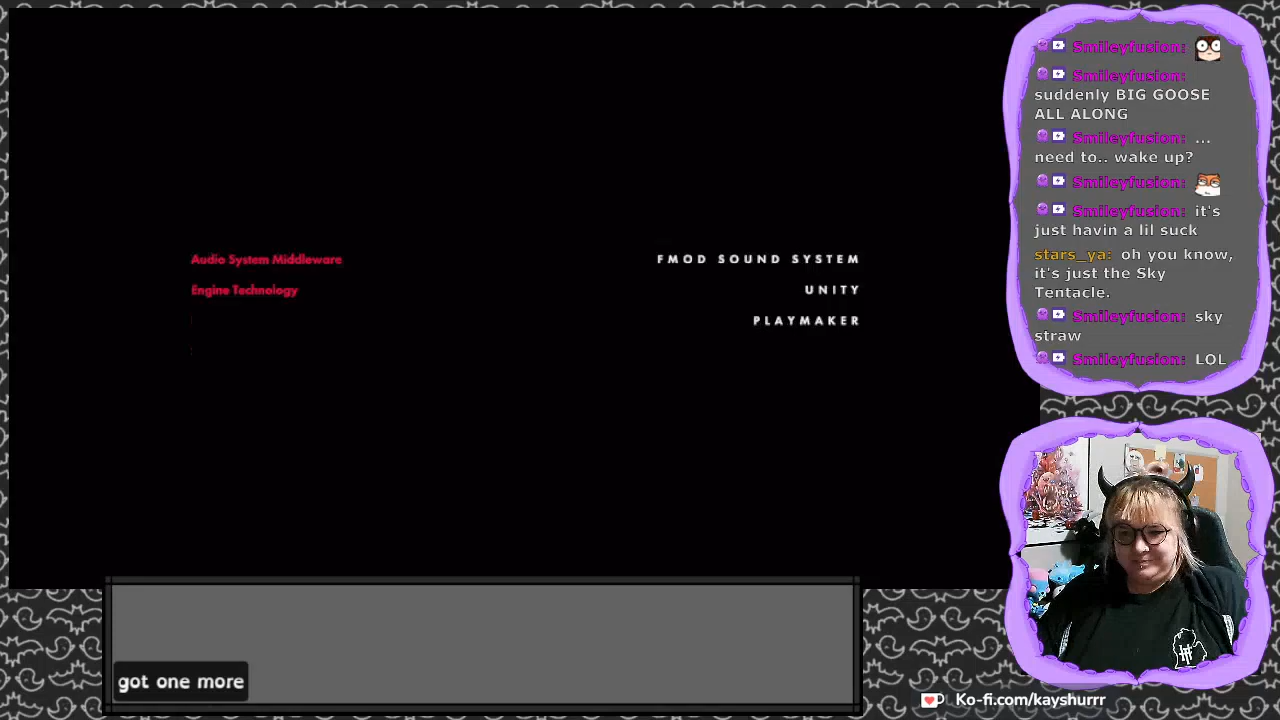 Audio System Middleware FMOD SOUND SYSTEM
Engine Technology UNITY
PLAYMAKER
Smileyfusion:
Smileyfusion:
suddenly BIG GOOSE
ALL ALONG
Smileyfusion: ...
need to.. wake up?
Smileyfusion:
Smileyfusion: it's
just havin a lil suck
stars_ya: oh you know,
it's just the Sky
Tentacle.
Smileyfusion: sky
straw
Smileyfusion: LOL
got one more
Ko-fi.com/kayshurrr